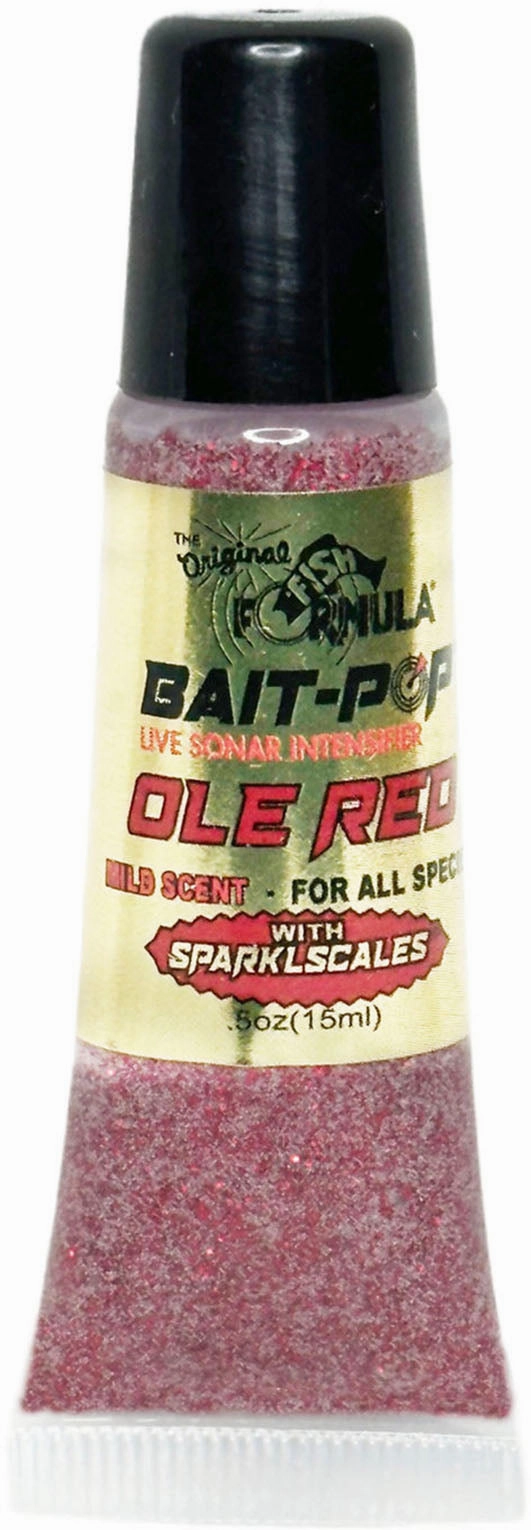 THE
Original
FISH
FORMULA
BAIT-POP
LIVE SONAR INTENSIFIER
OLE RED
MILD SCENT · FOR ALL SPECI
WITH
SPARKLSCALES
.5oz(15ml)